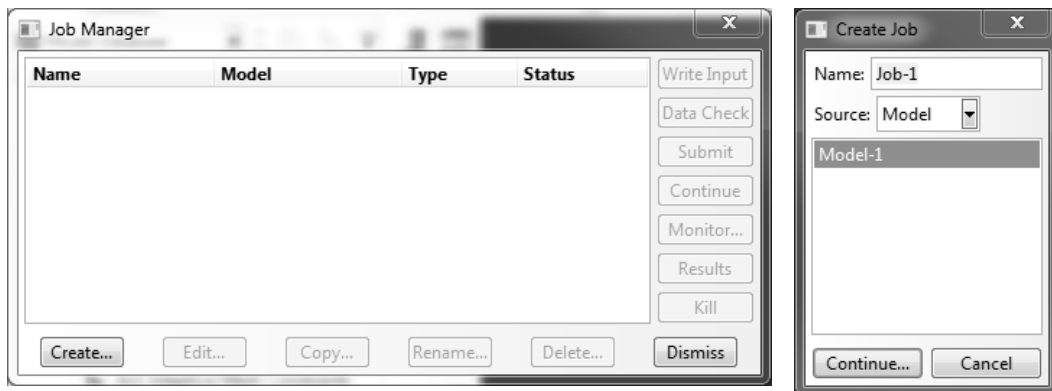 Job Manager
Name Model Type Status
Write Input
Data Check
Submit
Continue
Monitor...
Results
Kill
Create... Edit... Copy... Rename... Delete... Dismiss
Create Job
Name: Job-1
Source: Model
Model-1
Continue... Cancel